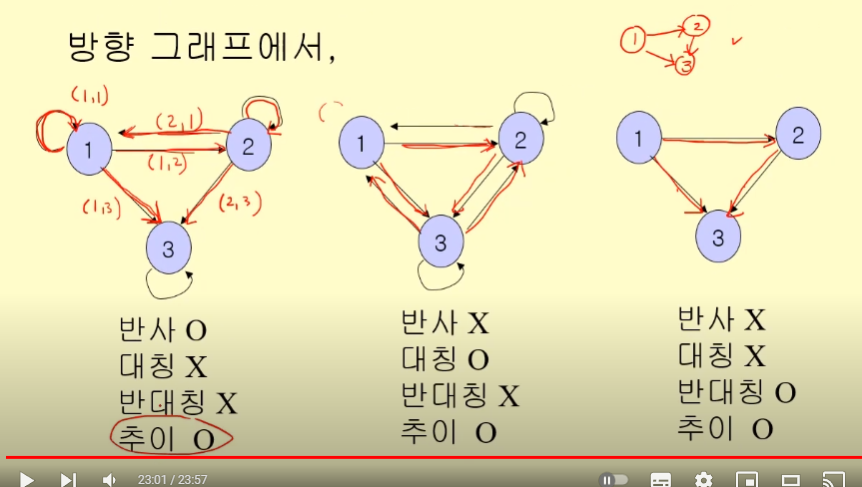 방향 그래프에서,
1 2
3
(1,1)
(2,1)
1 2
(1,2)
(1,3) (2,3)
3
1 2
3
1 2
3
반사 O
대칭 X
반대칭 X
추이 O
반사 X
대칭 O
반대칭 X
추이 O
반사 X
대칭 X
반대칭 O
추이 O
23:01 / 23:57